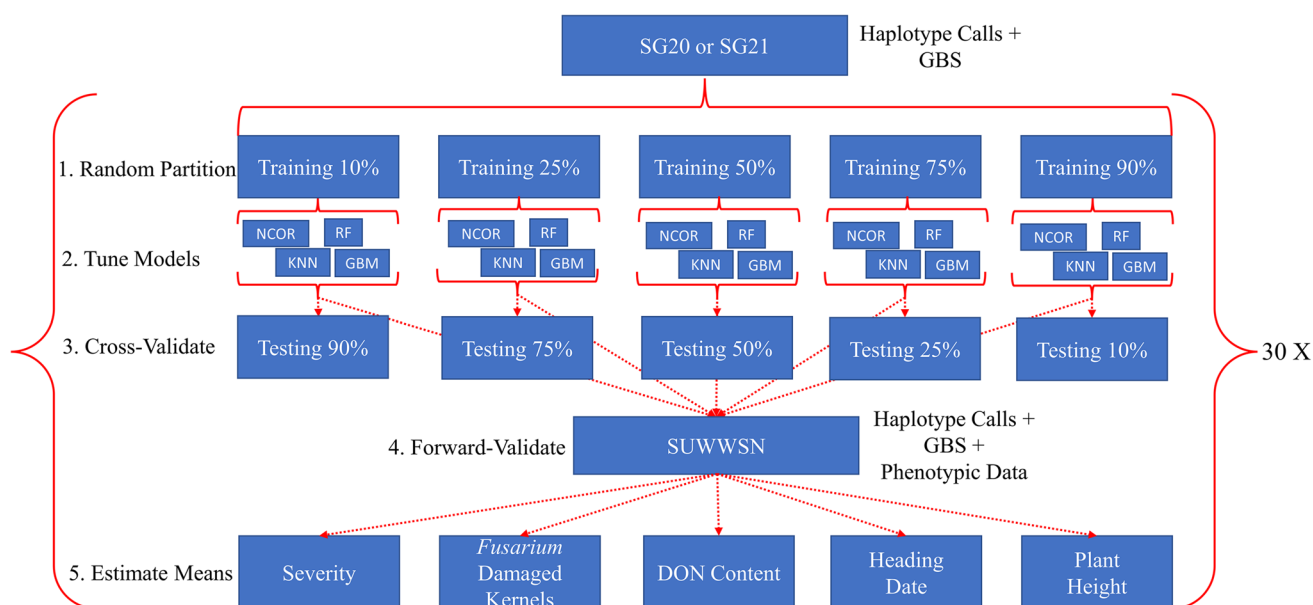 SG20 or SG21
Haplotype Calls +
GBS
1. Random Partition
Training 10%
Training 25%
Training 50%
Training 75%
Training 90%
2. Tune Models
NCOR
RF
KNN
GBM
NCOR
RF
KNN
GBM
NCOR
RF
KNN
GBM
NCOR
RF
KNN
GBM
NCOR
RF
KNN
GBM
3. Cross-Validate
Testing 90%
Testing 75%
Testing 50%
Testing 25%
Testing 10%
30 X
4. Forward-Validate
SUWWSN
Haplotype Calls +
GBS +
Phenotypic Data
5. Estimate Means
Severity
Fusarium
Damaged
Kernels
DON Content
Heading
Date
Plant
Height